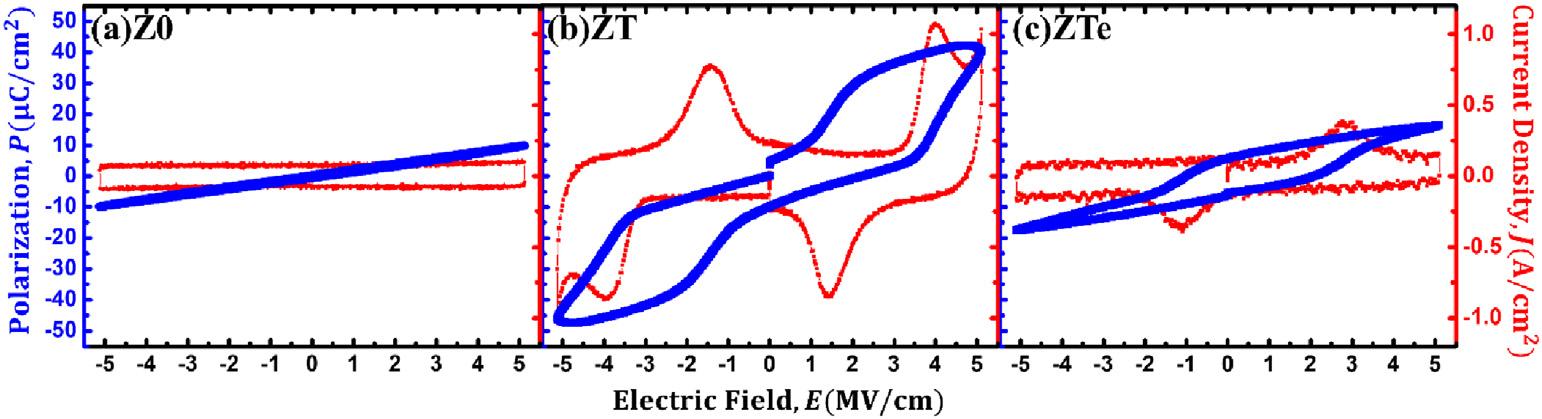 (a)Z0
(b)ZT
(c)ZTe
Polarization, P(μC/cm²)
50
40
30
20
10
0
-10
-20
-30
-40
-50
Current Density, J(A/cm²)
1.0
0.5
0.0
-0.5
-1.0
-5 -4 -3 -2 -1 0 1 2 3 4 5
-5 -4 -3 -2 -1 0 1 2 3 4 5
-5 -4 -3 -2 -1 0 1 2 3 4 5
Electric Field, E(MV/cm)